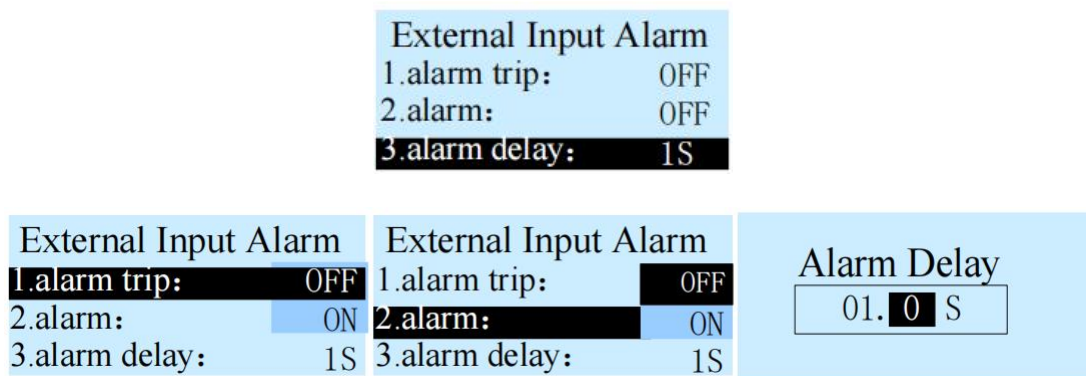 External Input Alarm
1.alarm trip: OFF
2.alarm: OFF
3.alarm delay: 1S
External Input Alarm
1.alarm trip: OFF
2.alarm: ON
3.alarm delay: 1S
External Input Alarm
1.alarm trip: OFF
2.alarm: ON
3.alarm delay: 1S
Alarm Delay
01.0 S